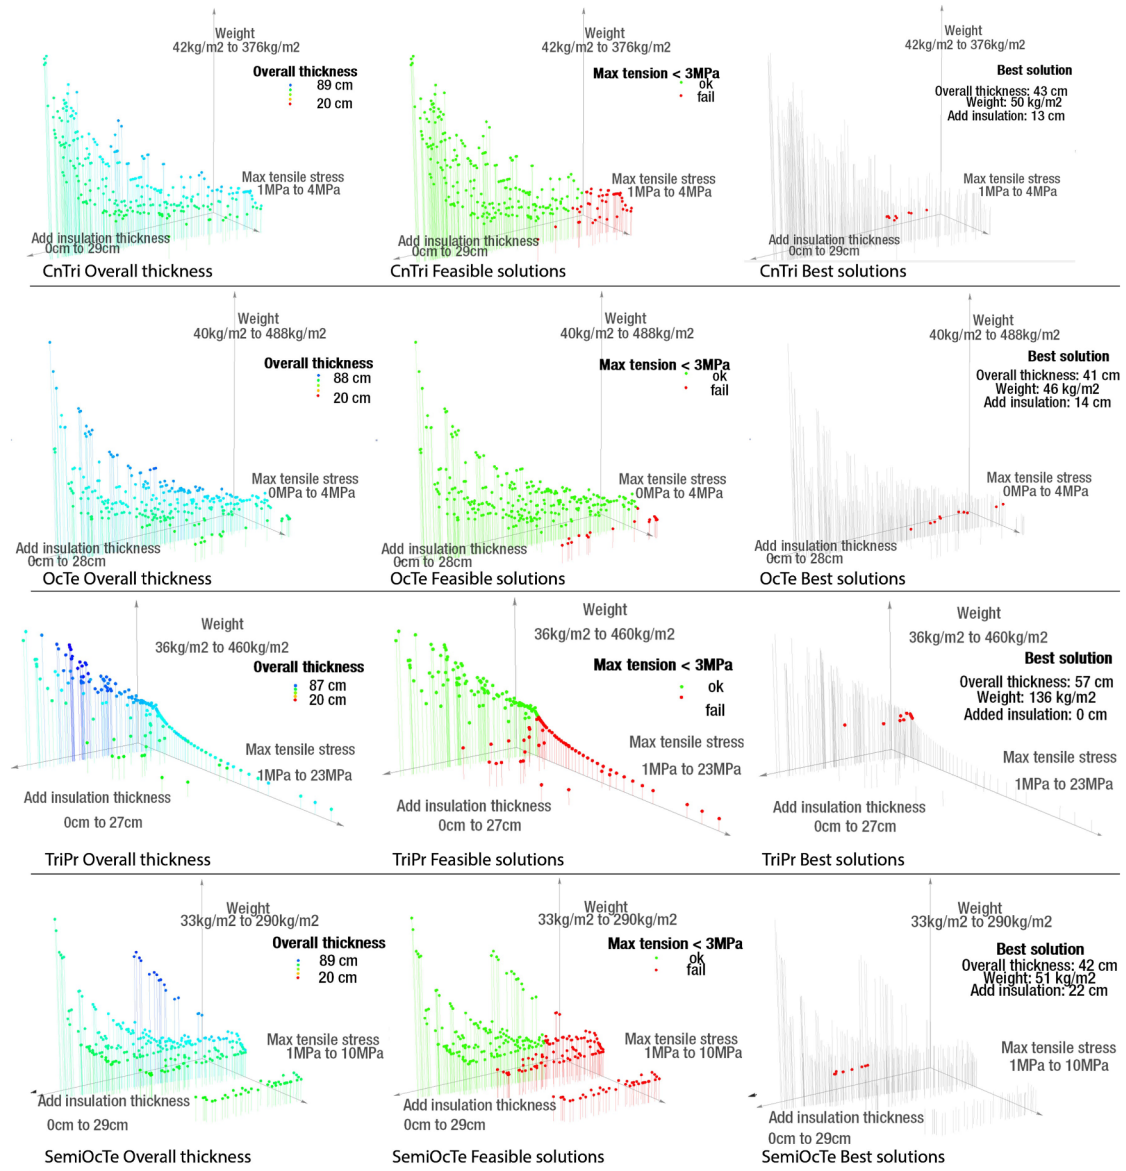 Weight
42kg/m2 to 376kg/m2
Overall thickness
89 cm
20 cm
Max tensile stress
1MPa to 4MPa
Add insulation thickness
0cm to 29cm
CnTri Overall thickness
Weight
42kg/m2 to 376kg/m2
Max tension < 3MPa
ok
fail
Max tensile stress
1MPa to 4MPa
Add insulation thickness
0cm to 29cm
CnTri Feasible solutions
Weight
42kg/m2 to 376kg/m2
Best solution
Overall thickness: 43 cm
Weight: 50 kg/m2
Add insulation: 13 cm
Max tensile stress
1MPa to 4MPa
Add insulation thickness
0cm to 29cm
CnTri Best solutions
Weight
40kg/m2 to 488kg/m2
Overall thickness
88 cm
20 cm
Max tensile stress
0MPa to 4MPa
Add insulation thickness
0cm to 28cm
OcTe Overall thickness
Weight
40kg/m2 to 488kg/m2
Max tension < 3MPa
ok
fail
Max tensile stress
0MPa to 4MPa
Add insulation thickness
0cm to 28cm
OcTe Feasible solutions
Weight
40kg/m2 to 488kg/m2
Best solution
Overall thickness: 41 cm
Weight: 46 kg/m2
Add insulation: 14 cm
Max tensile stress
0MPa to 4MPa
Add insulation thickness
0cm to 28cm
OcTe Best solutions
Weight
36kg/m2 to 460kg/m2
Overall thickness
87 cm
20 cm
Max tensile stress
1MPa to 23MPa
Add insulation thickness
0cm to 27cm
TriPr Overall thickness
Weight
36kg/m2 to 460kg/m2
Max tension < 3MPa
ok
fail
Max tensile stress
1MPa to 23MPa
Add insulation thickness
0cm to 27cm
TriPr Feasible solutions
Weight
36kg/m2 to 460kg/m2
Best solution
Overall thickness: 57 cm
Weight: 136 kg/m2
Added insulation: 0 cm
Max tensile stress
1MPa to 23MPa
Add insulation thickness
0cm to 27cm
TriPr Best solutions
Weight
33kg/m2 to 290kg/m2
Overall thickness
89 cm
20 cm
Max tensile stress
1MPa to 10MPa
Add insulation thickness
0cm to 29cm
SemiOcTe Overall thickness
Weight
33kg/m2 to 290kg/m2
Max tension < 3MPa
ok
fail
Max tensile stress
1MPa to 10MPa
Add insulation thickness
0cm to 29cm
SemiOcTe Feasible solutions
Weight
33kg/m2 to 290kg/m2
Best solution
Overall thickness: 42 cm
Weight: 51 kg/m2
Add insulation: 22 cm
Max tensile stress
1MPa to 10MPa
Add insulation thickness
0cm to 29cm
SemiOcTe Best solutions